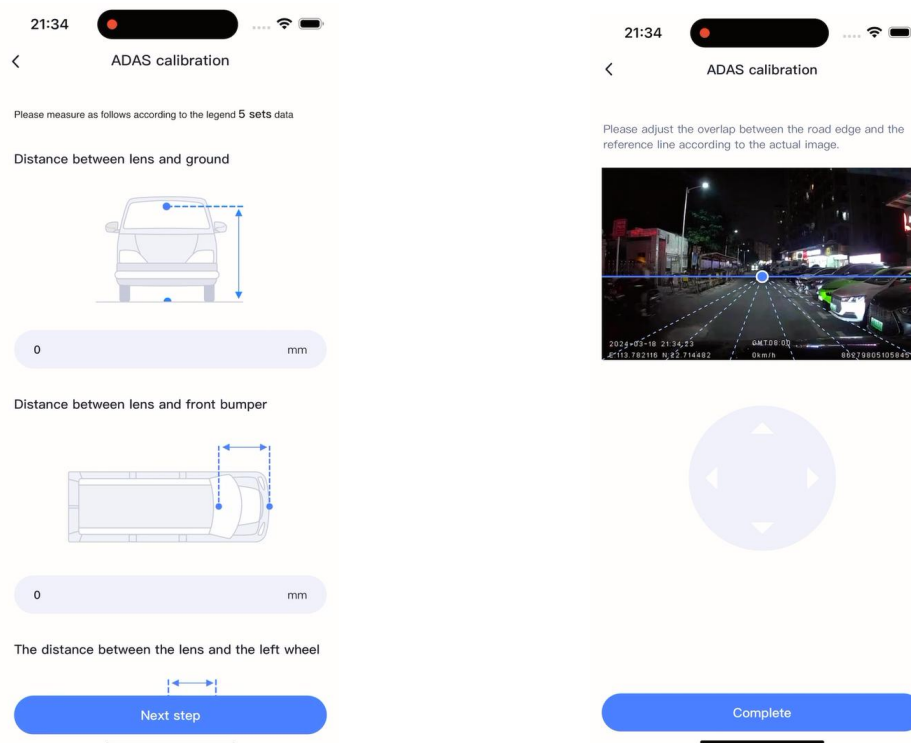 21:34
ADAS calibration
Please measure as follows according to the legend 5 sets data
Distance between lens and ground
0 mm
Distance between lens and front bumper
0 mm
The distance between the lens and the left wheel
Next step
21:34
ADAS calibration
Please adjust the overlap between the road edge and the
reference line according to the actual image.
2024-03-18 21:34:23 GMT08:00
E:113.782116 N:22.714482 0km/h
Complete